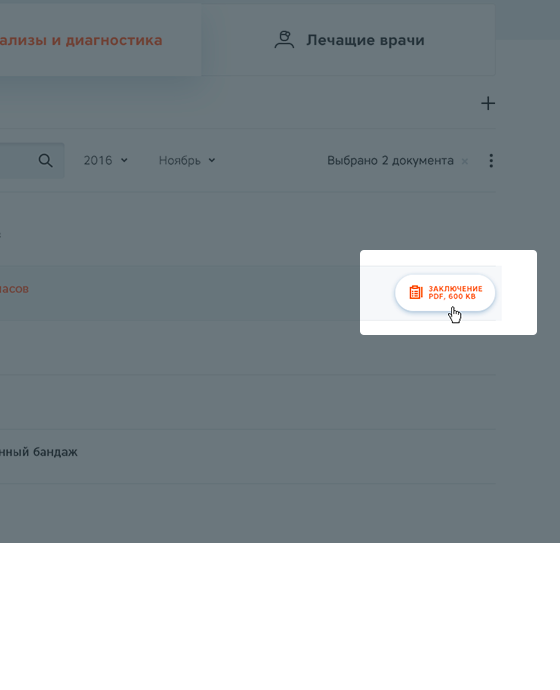 ализы и диагностика
Лечащие врачи
2016
Ноябрь
Выбрано 2 документа ×
часов
ЗАКЛЮЧЕНИЕ
PDF, 600 KB
нный бандаж